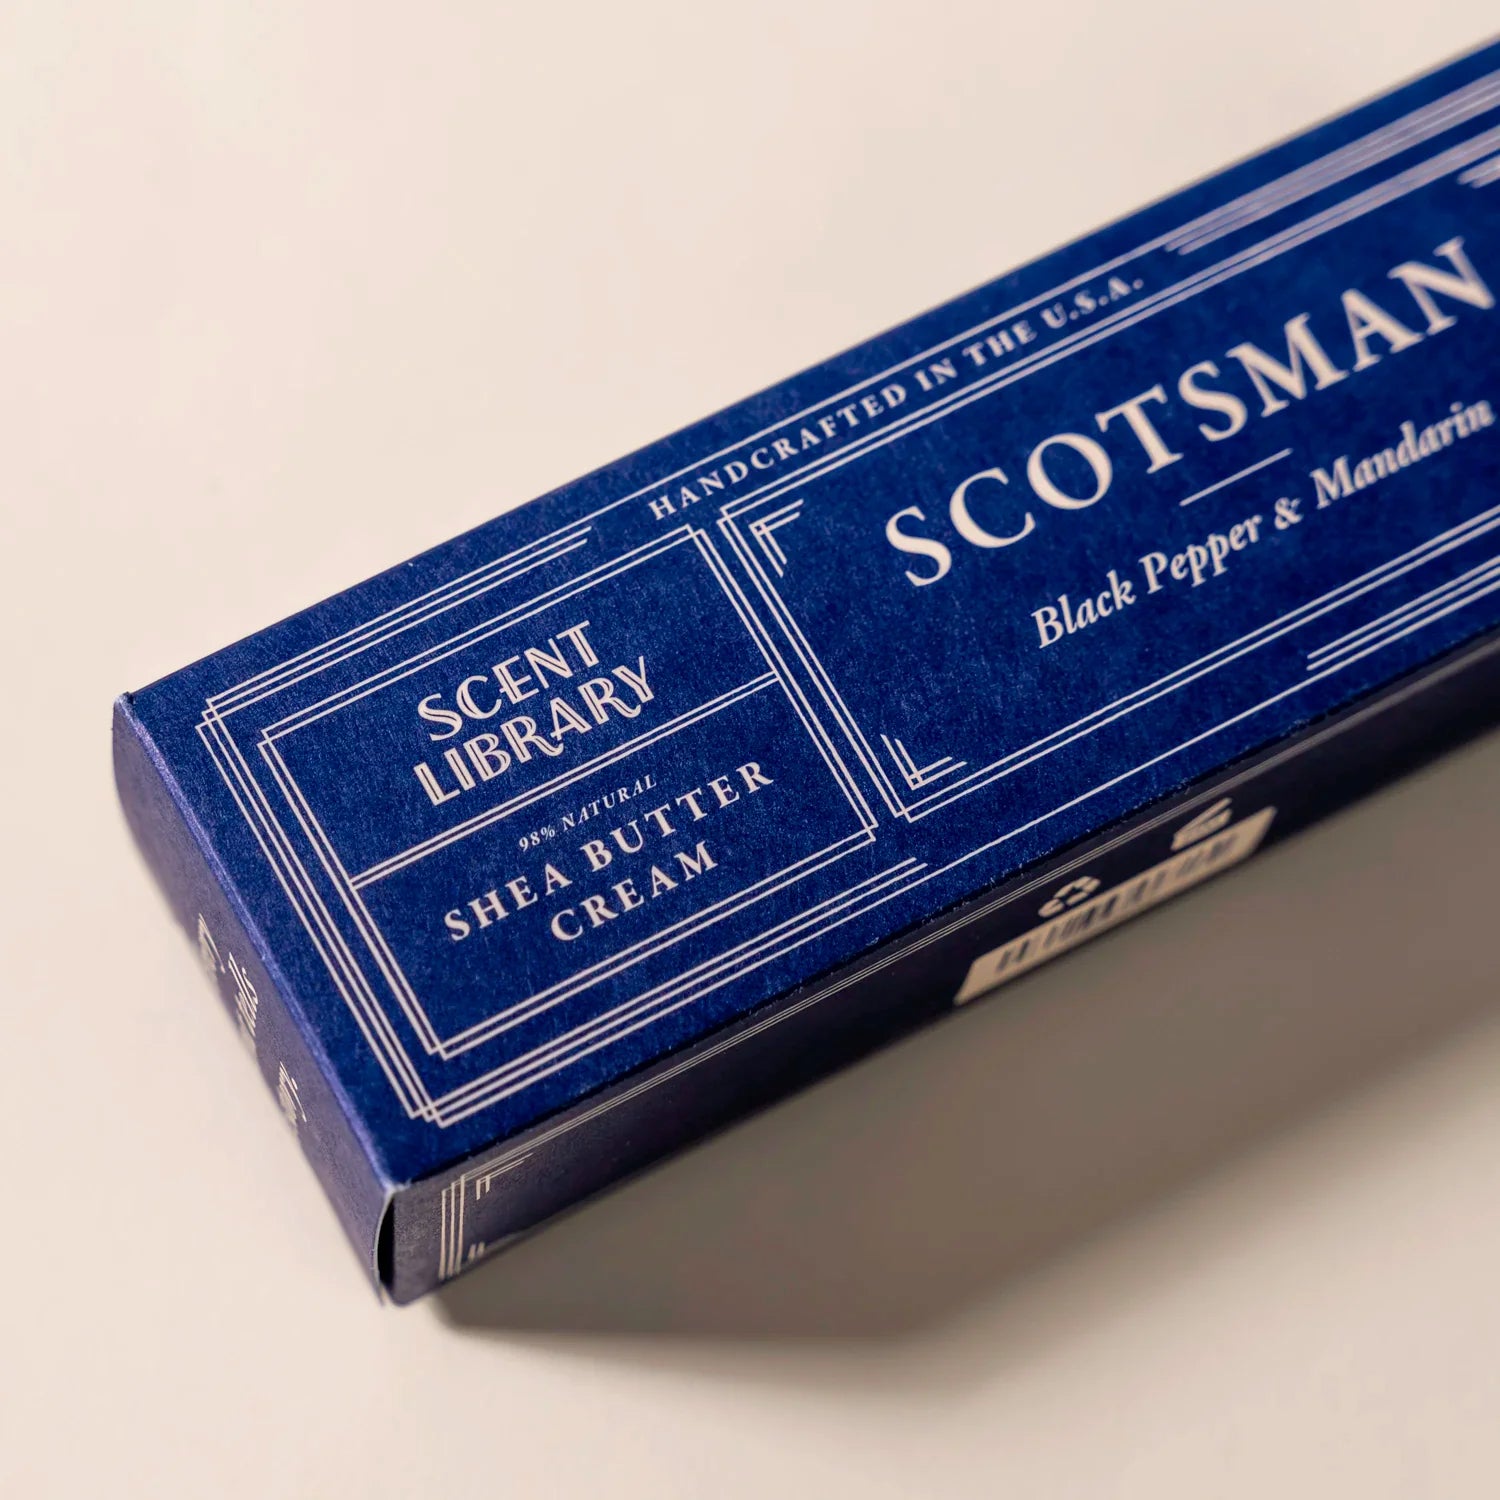 HANDCRAFTED IN THE U.S.A.
SCENT
LIBRARY
98% NATURAL
SHEA BUTTER
CREAM
SCOTSMAN
Black Pepper & Mandarin